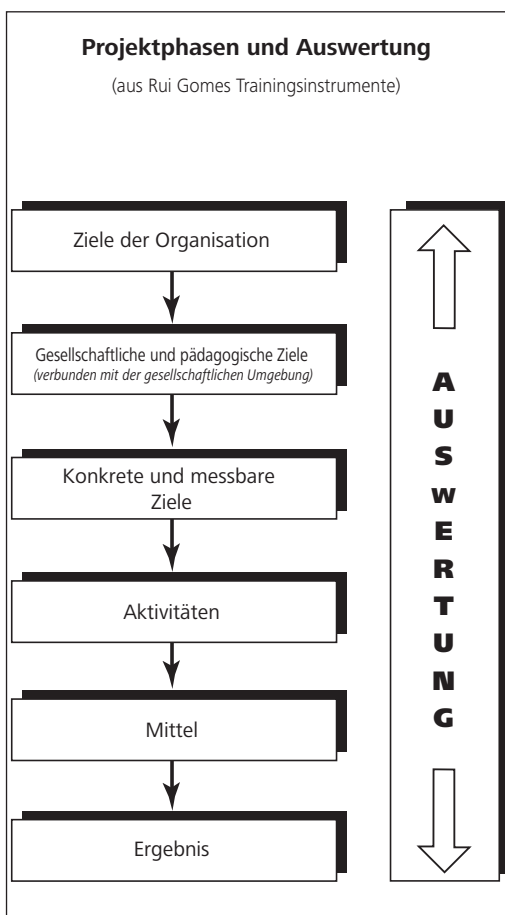 Projektphasen und Auswertung
(aus Rui Gomes Trainingsinstrumente)
Ziele der Organisation
Gesellschaftliche und pädagogische Ziele
(verbunden mit der gesellschaftlichen Umgebung)
Konkrete und messbare
Ziele
Aktivitäten
Mittel
Ergebnis
A
U
S
W
E
R
T
U
N
G